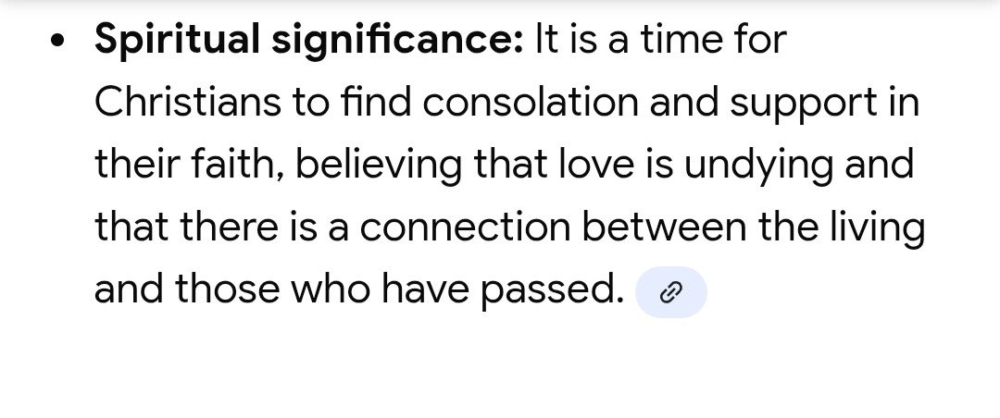 • Spiritual significance: It is a time for
Christians to find consolation and support in
their faith, believing that love is undying and
that there is a connection between the living
and those who have passed.